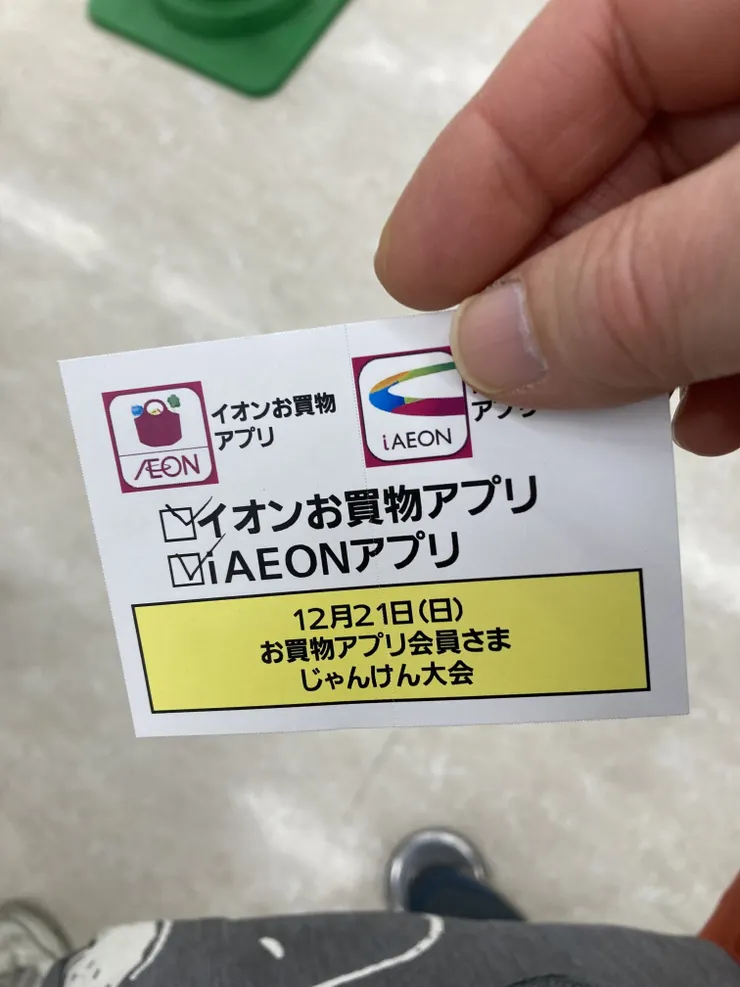 イオンお買物
アプリ
ÆON
iAEON
アプリ
イオンお買物アプリ
iAEONアプリ
12月21日(日)
お買物アプリ会員さま
じゃんけん大会